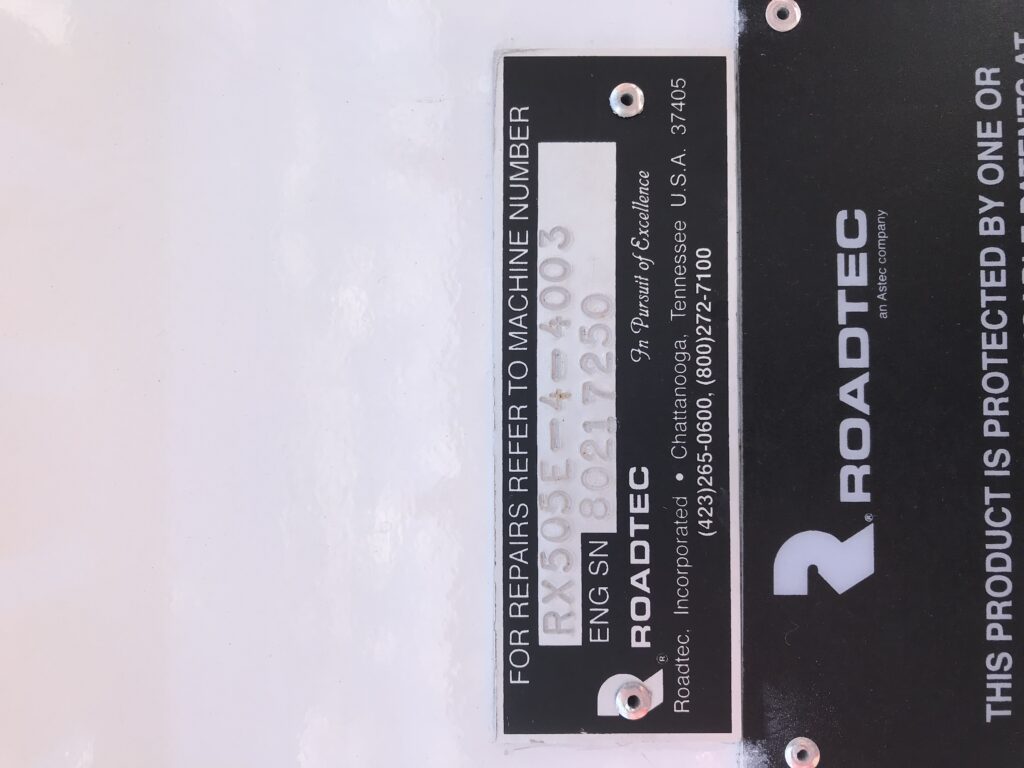 FOR REPAIRS REFER TO MACHINE NUMBER
RX505E-4-4003
ENG SN 80217250
R® ROADTEC In Pursuit of Excellence
Roadtec, Incorporated • Chattanooga, Tennessee U.S.A. 37405
(423)265-0600, (800)272-7100
R® ROADTEC
an Astec company
THIS PRODUCT IS PROTECTED BY ONE OR
PATENTS AT